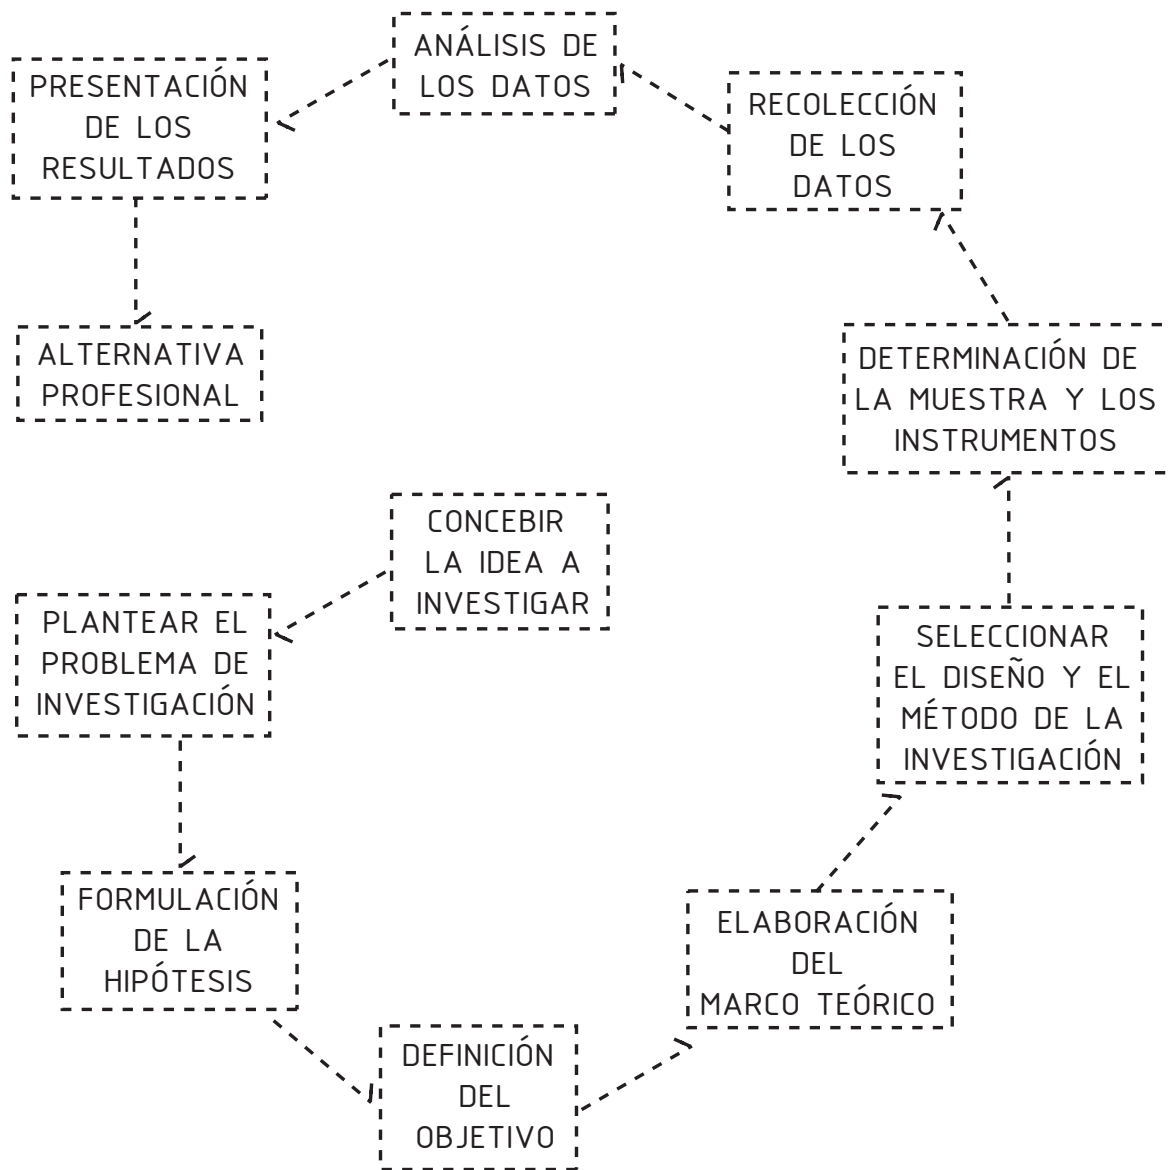 ANÁLISIS DE
LOS DATOS
PRESENTACIÓN
DE LOS
RESULTADOS
RECOLECCIÓN
DE LOS
DATOS
ALTERNATIVA
PROFESIONAL
DETERMINACIÓN DE
LA MUESTRA Y LOS
INSTRUMENTOS
CONCEBIR
LA IDEA A
INVESTIGAR
PLANTEAR EL
PROBLEMA DE
INVESTIGACIÓN
SELECCIONAR
EL DISEÑO Y EL
MÉTODO DE LA
INVESTIGACIÓN
FORMULACIÓN
DE LA
HIPÓTESIS
ELABORACIÓN
DEL
MARCO TEÓRICO
DEFINICIÓN
DEL
OBJETIVO